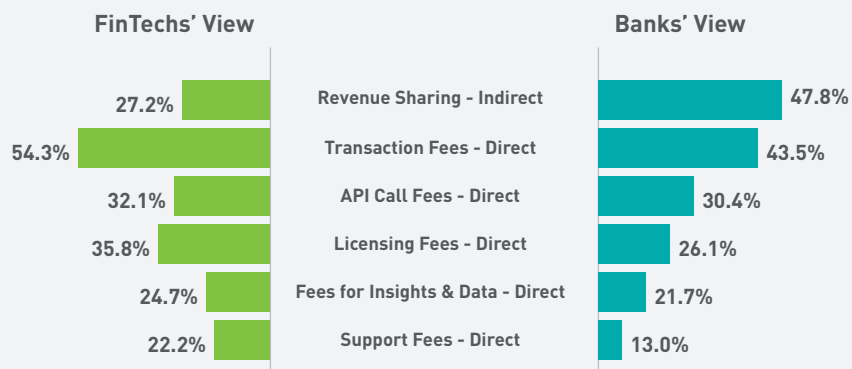 FinTechs’ View Banks’ View
27.2% Revenue Sharing - Indirect 47.8%
54.3% Transaction Fees - Direct 43.5%
32.1% API Call Fees - Direct 30.4%
35.8% Licensing Fees - Direct 26.1%
24.7% Fees for Insights & Data - Direct 21.7%
22.2% Support Fees - Direct 13.0%